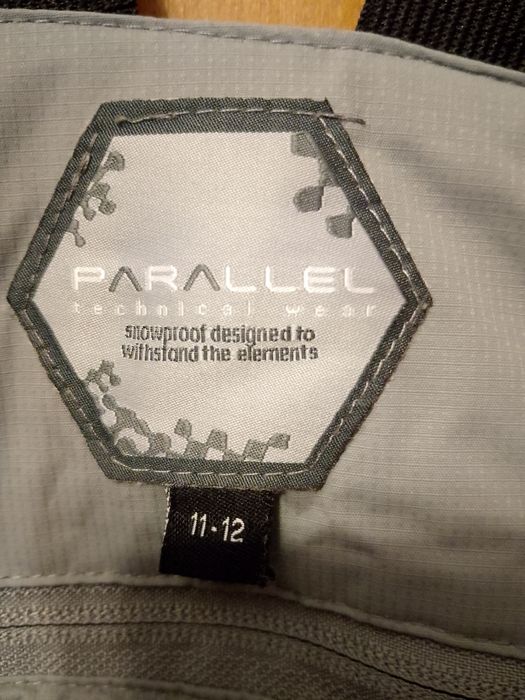 PARALLEL
technical wear
snowproof designed to
withstand the elements
11-12